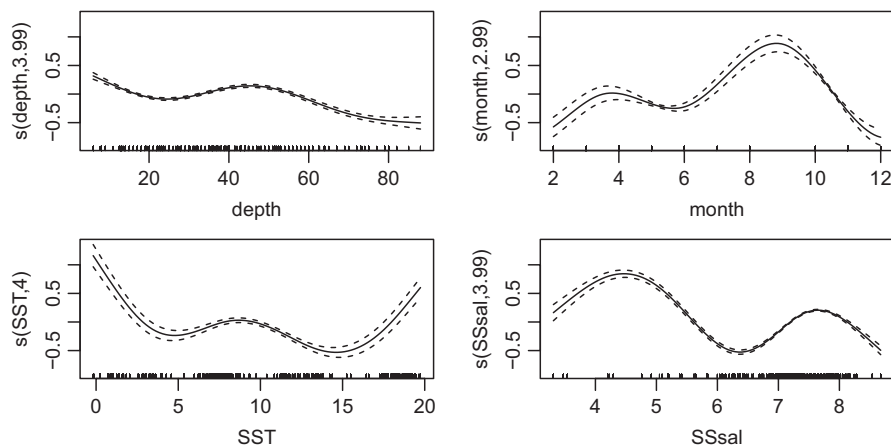 s(depth,3.99)
0.5
−0.5
20 40 60 80
depth
s(month,2.99)
0.5
−0.5
2 4 6 8 10 12
month
s(SST,4)
0.5
−0.5
0 5 10 15 20
SST
s(SSsal,3.99)
0.5
−0.5
4 5 6 7 8
SSsal